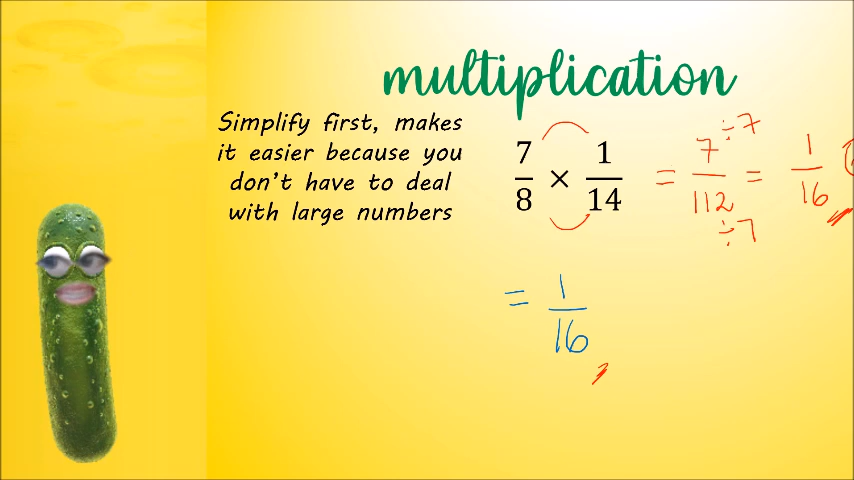 multiplication
Simplify first, makes
it easier because you
don't have to deal
with large numbers
7/8 × 1/14 = 7÷7/112÷7 = 1/16
= 1/16